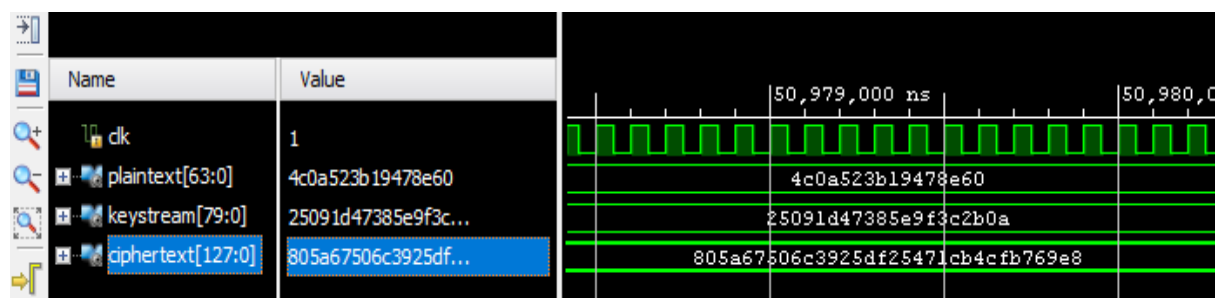 Name Value
50,979,000 ns 50,980,0
clk 1
plaintext[63:0] 4c0a523b19478e60 4c0a523b19478e60
keystream[79:0] 25091d47385e9f3c... 25091d47385e9f3c2b0a
ciphertext[127:0] 805a67506c3925df... 805a67506c3925df25471cb4cfb769e8